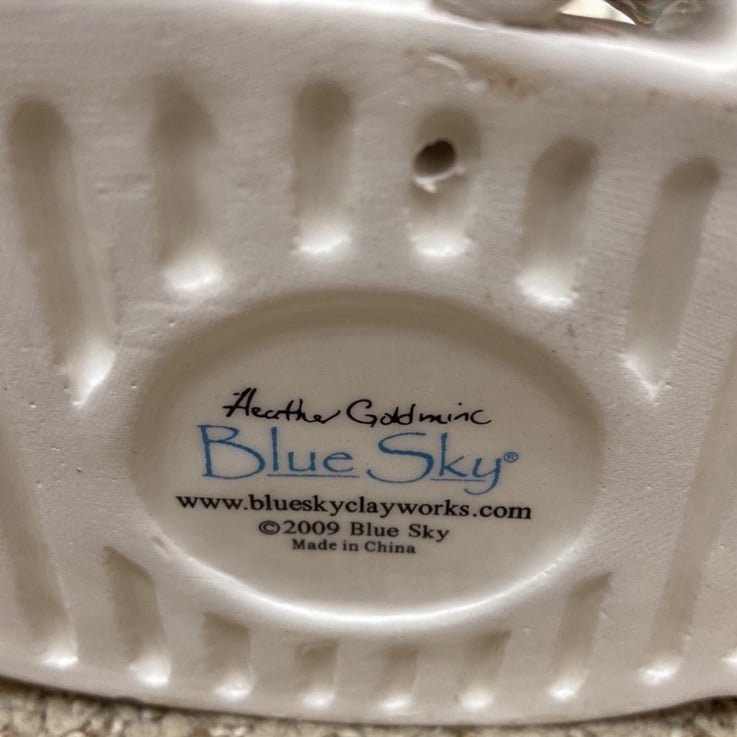 Heather Goldminc
Blue Sky®
www.blueskyclayworks.com
©2009 Blue Sky
Made in China